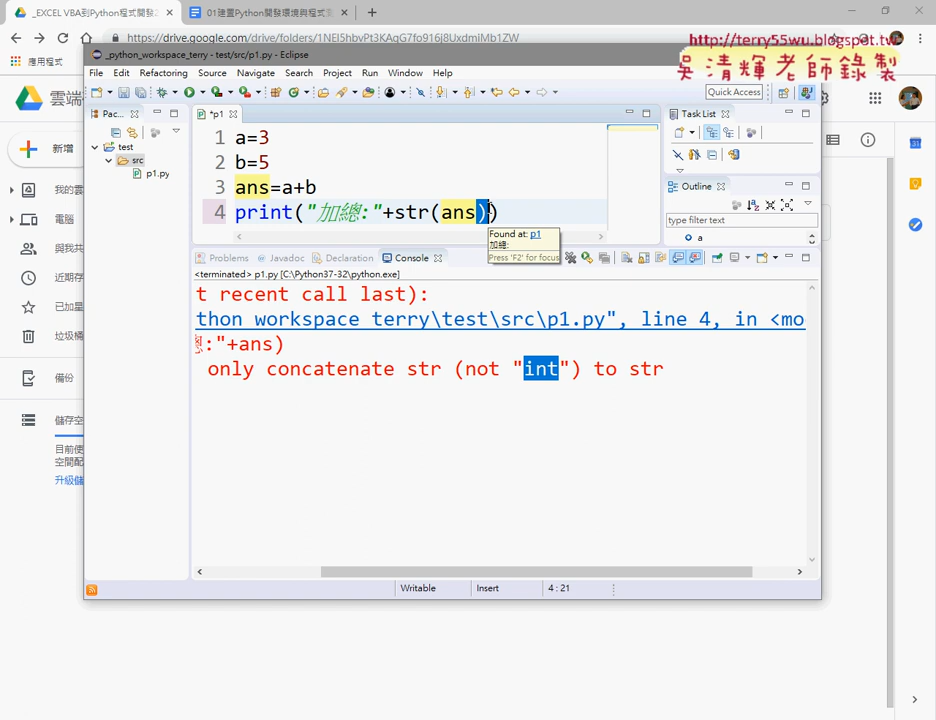 _EXCEL VBA到Python程式開發
01建置Python開發環境與程式
https://drive.google.com/drive/folders/1NEI5hbvPt3KAqG7fo916j8UxdmiMb1ZW
應用程式
http://terry55wu.blogspot.tw
吳清輝老師錄製
_python_workspace_terry - test/src/p1.py - Eclipse
File Edit Refactoring Source Navigate Search Project Run Window Help
Quick Access
雲端
新增
我的雲
電腦
與我共
近期存
已加星
垃圾桶
備份
儲存空
目前使
空間配
升級儲
Pac...
test
src
p1.py
*p1
1 a=3
2 b=5
3 ans=a+b
4 print("加總:"+str(ans))
Found at: p1
加總:
Press 'F2' for focus
Task List
Outline
type filter text
a
Problems Javadoc Declaration Console
<terminated> p1.py [C:\Python37-32\python.exe]
t recent call last):
thon workspace terry\test\src\p1.py", line 4, in <mo
:"+ans)
only concatenate str (not "int") to str
Writable Insert 4 : 21